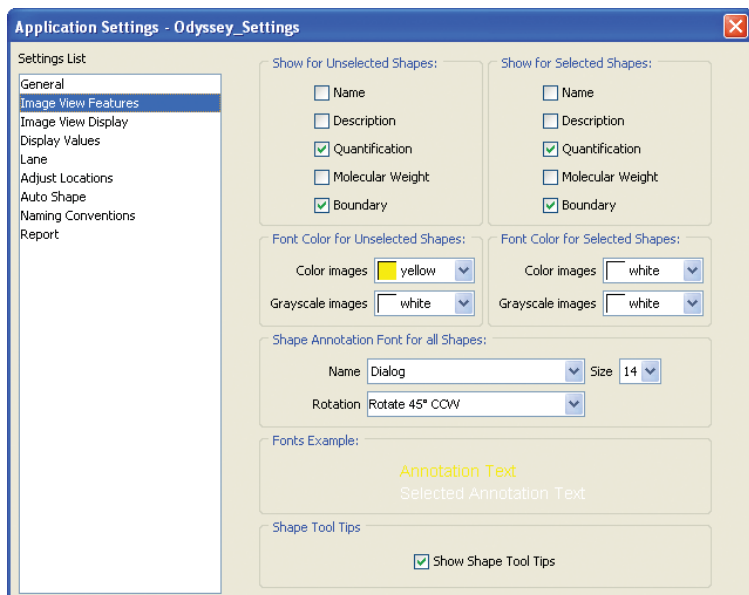 Application Settings - Odyssey_Settings
Settings List
General
Image View Features
Image View Display
Display Values
Lane
Adjust Locations
Auto Shape
Naming Conventions
Report
Show for Unselected Shapes:
Name
Description
Quantification
Molecular Weight
Boundary
Show for Selected Shapes:
Name
Description
Quantification
Molecular Weight
Boundary
Font Color for Unselected Shapes:
Color images yellow
Grayscale images white
Font Color for Selected Shapes:
Color images white
Grayscale images white
Shape Annotation Font for all Shapes:
Name Dialog Size 14
Rotation Rotate 45° CCW
Fonts Example:
Annotation Text
Selected Annotation Text
Shape Tool Tips
Show Shape Tool Tips